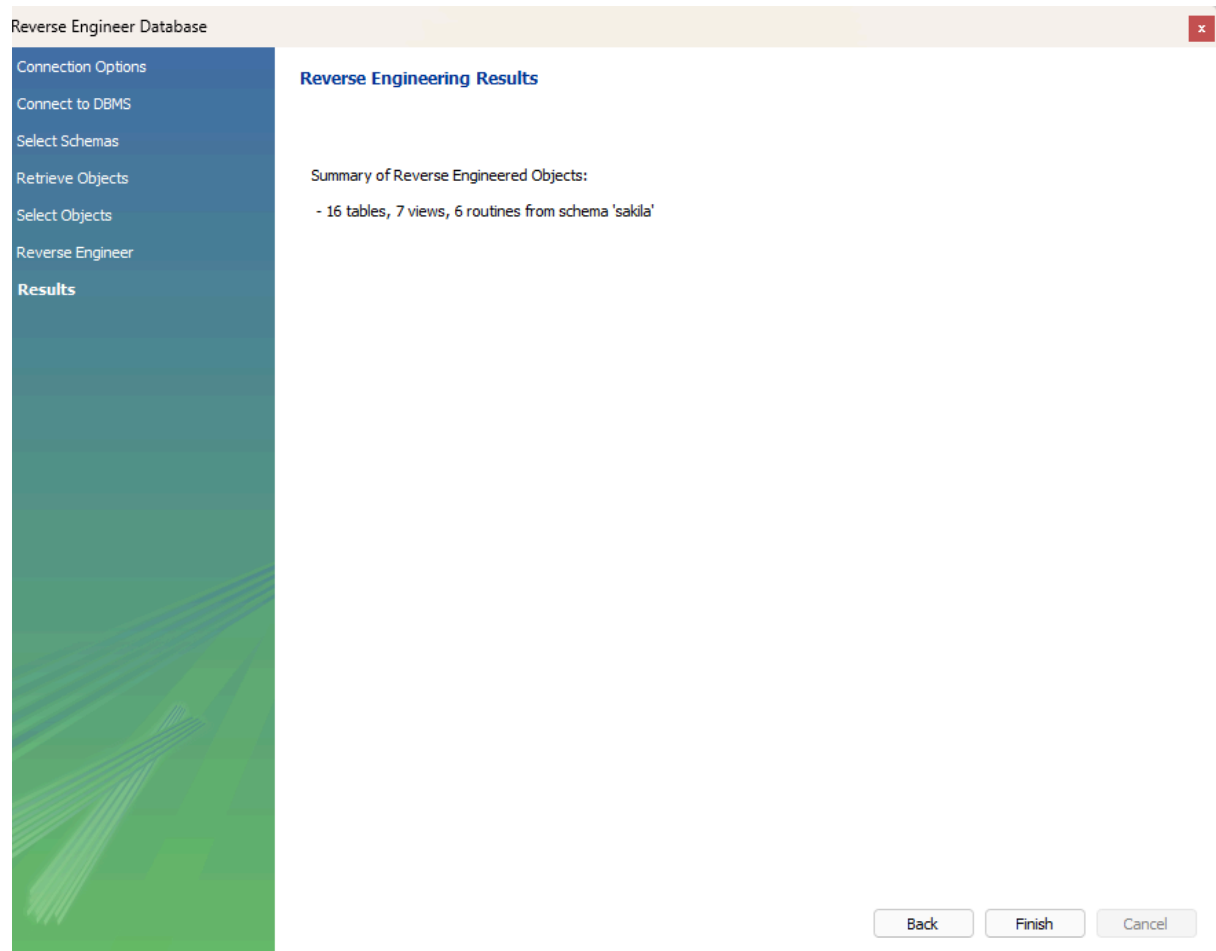 Reverse Engineer Database
x
Connection Options
Connect to DBMS
Select Schemas
Retrieve Objects
Select Objects
Reverse Engineer
Results
Reverse Engineering Results
Summary of Reverse Engineered Objects:
- 16 tables, 7 views, 6 routines from schema 'sakila'
Back
Finish
Cancel